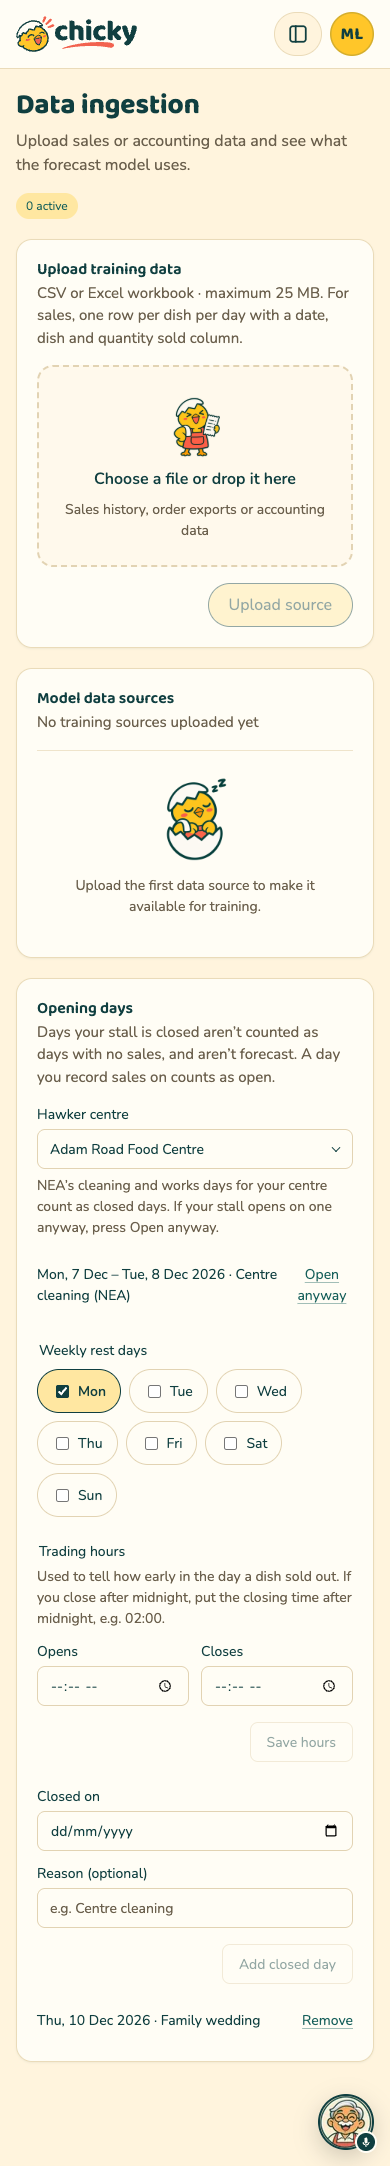 chicky
ML
Data ingestion
Upload sales or accounting data and see what
the forecast model uses.
0 active
Upload training data
CSV or Excel workbook · maximum 25 MB. For
sales, one row per dish per day with a date,
dish and quantity sold column.
Choose a file or drop it here
Sales history, order exports or accounting
data
Upload source
Model data sources
No training sources uploaded yet
Upload the first data source to make it
available for training.
Opening days
Days your stall is closed aren’t counted as
days with no sales, and aren’t forecast. A day
you record sales on counts as open.
Hawker centre
Adam Road Food Centre
NEA’s cleaning and works days for your centre
count as closed days. If your stall opens on one
anyway, press Open anyway.
Mon, 7 Dec – Tue, 8 Dec 2026 · Centre
cleaning (NEA)
Open
anyway
Weekly rest days
Mon Tue Wed
Thu Fri Sat
Sun
Trading hours
Used to tell how early in the day a dish sold out. If
you close after midnight, put the closing time after
midnight, e.g. 02:00.
Opens Closes
--:-- -- --:-- --
Save hours
Closed on
dd/mm/yyyy
Reason (optional)
e.g. Centre cleaning
Add closed day
Thu, 10 Dec 2026 · Family wedding Remove